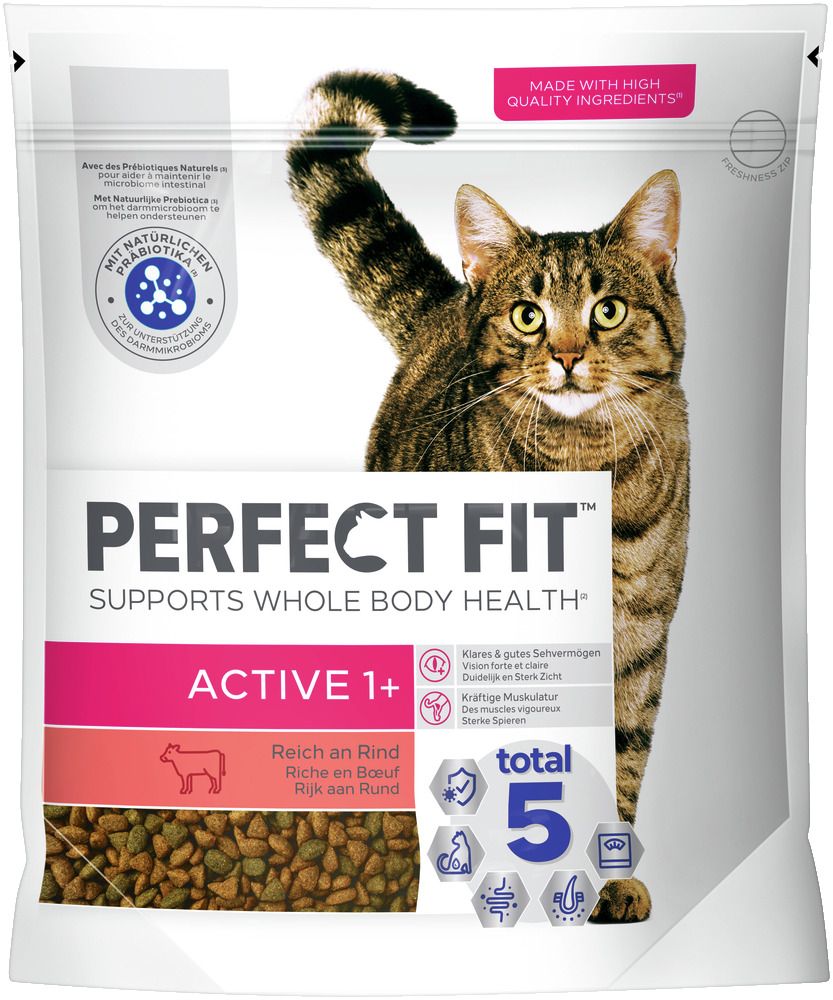 MADE WITH HIGH
QUALITY INGREDIENTS(1)
FRESHNESS ZIP
Avec des Prébiotiques Naturels (3)
pour aider à maintenir le
microbiome intestinal
Met Natuurlijke Prebiotica (3)
om het darmmicrobioom te
helpen ondersteunen
MIT NATÜRLICHEN
PRÄBIOTIKA (3)
ZUR UNTERSTÜTZUNG
DES DARMMIKROBIOMS
PERFECT FIT™
SUPPORTS WHOLE BODY HEALTH(2)
ACTIVE 1+
Klares & gutes Sehvermögen
Vision forte et claire
Duidelijk en Sterk Zicht
Kräftige Muskulatur
Des muscles vigoureux
Sterke Spieren
Reich an Rind
Riche en Bœuf
Rijk aan Rund
total
5